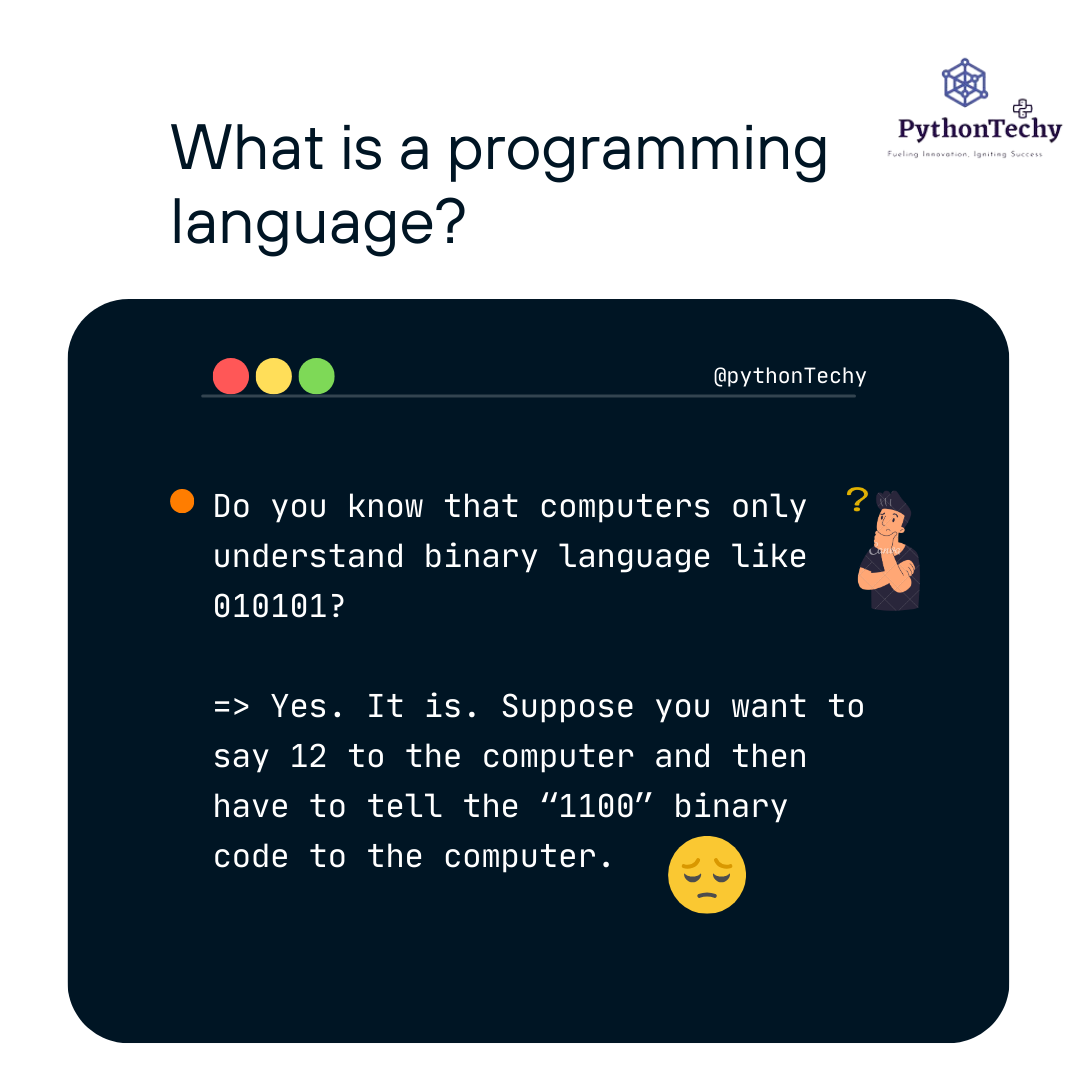 What is a programming
language?
PythonTechy
Fueling Innovation, Igniting Success
@pythonTechy
Do you know that computers only
understand binary language like
010101?
?
Canva
=> Yes. It is. Suppose you want to
say 12 to the computer and then
have to tell the “1100” binary
code to the computer.